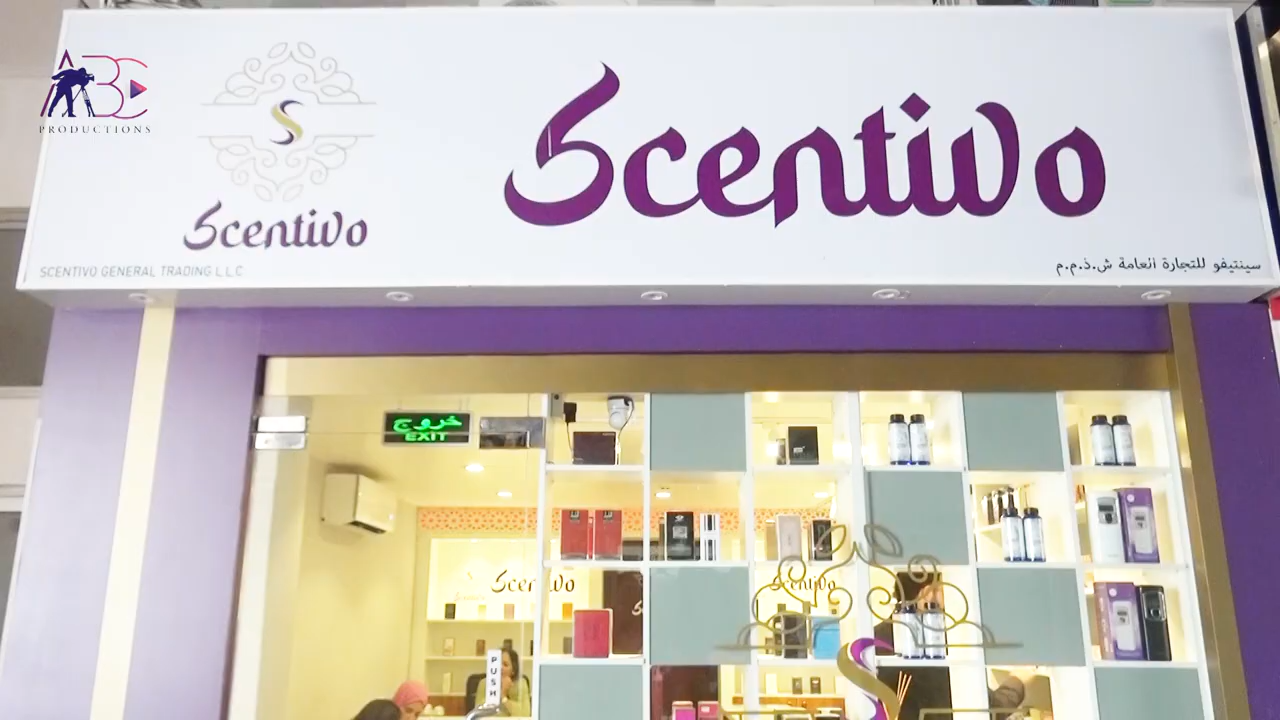 ABC
PRODUCTIONS
S
Scentivo
Scentivo
SCENTIVO GENERAL TRADING L.L.C
سينتيفو للتجارة العامة ش.ذ.م.م
خروج
EXIT
Scentivo
Scentivo
PUSH
S